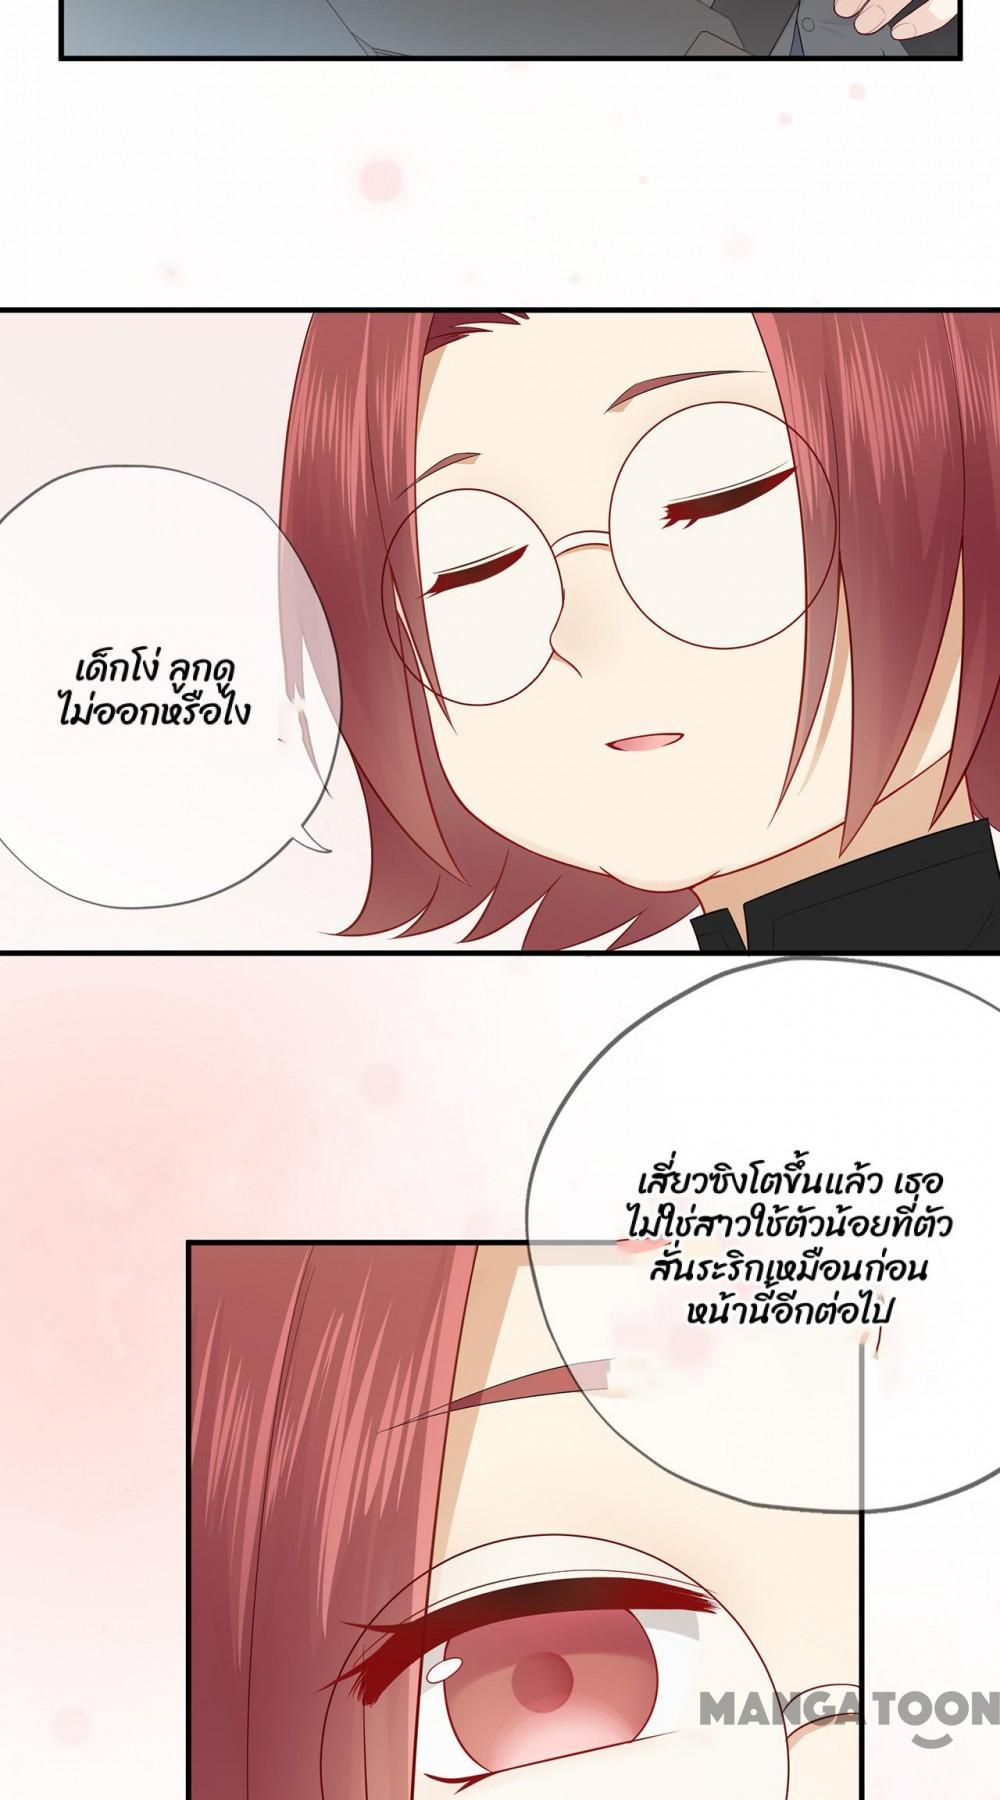 เด็กโง่ ลูกดู
ไม่ออกหรือไง
เสี่ยวซิงโตขึ้นแล้ว เธอ
ไม่ใช่สาวใช้ตัวน้อยที่ตัว
สั่นระริกเหมือนก่อน
หน้านี้อีกต่อไป
MANGATOON